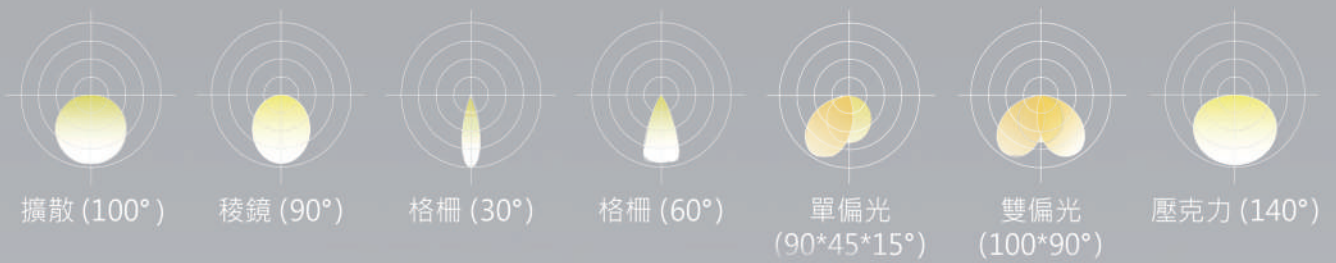 擴散 (100°)
稜鏡 (90°)
格柵 (30°)
格柵 (60°)
單偏光
(90*45*15°)
雙偏光
(100*90°)
壓克力 (140°)